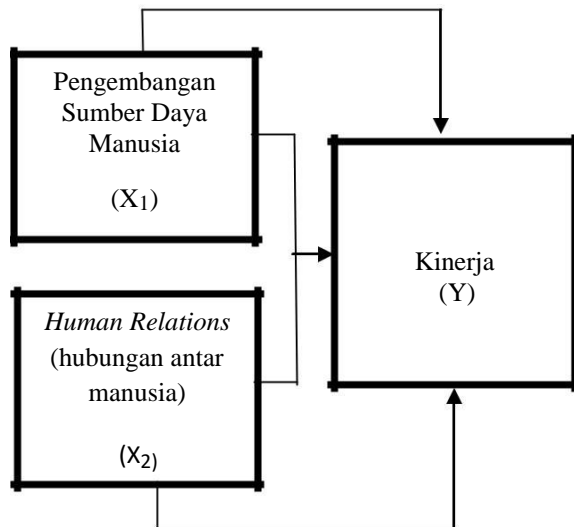 Pengembangan
Sumber Daya
Manusia
(X₁)
Human Relations
(hubungan antar
manusia)
(X₂)
Kinerja
(Y)